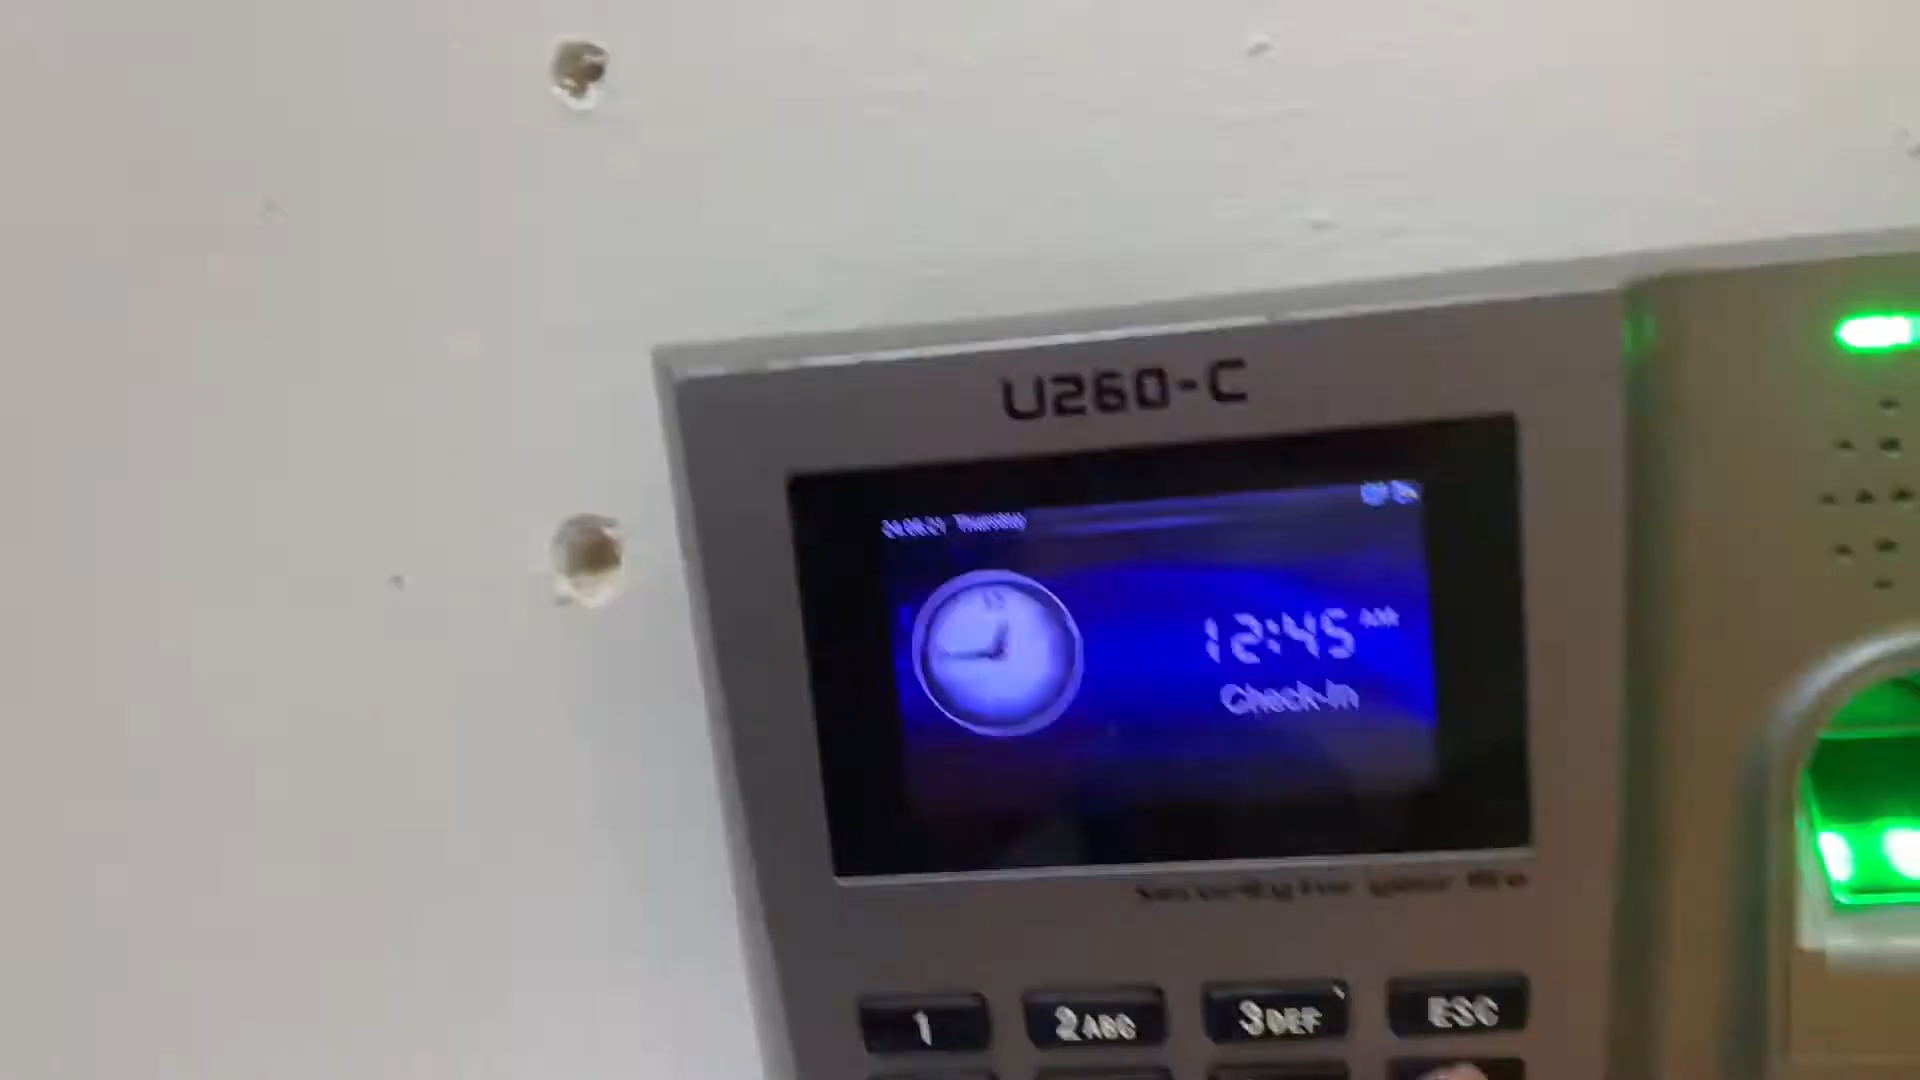 U260-C
Thursday
12:45 AM
Check-In
1
2ABC
3DEF
ESC